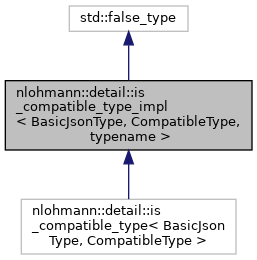 std::false_type
nlohmann::detail::is
_compatible_type_impl
< BasicJsonType, CompatibleType,
typename >
nlohmann::detail::is
_compatible_type< BasicJson
Type, CompatibleType >